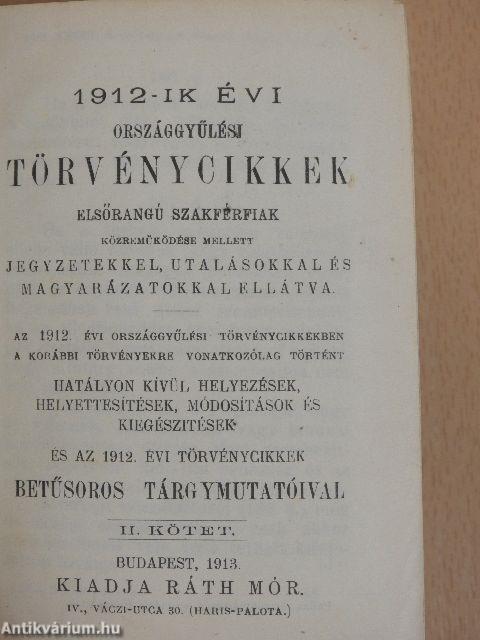 1912-IK ÉVI
ORSZÁGGYŰLÉSI
TÖRVÉNYCIKKEK
ELSŐRANGÚ SZAKFÉRFIAK
KÖZREMŰKÖDÉSE MELLETT
JEGYZETEKKEL, UTALÁSOKKAL ÉS
MAGYARÁZATOKKAL ELLÁTVA.
AZ 1912. ÉVI ORSZÁGGYŰLÉSI TÖRVÉNYCIKKEKBEN
A KORÁBBI TÖRVÉNYEKRE VONATKOZÓLAG TÖRTÉNT
HATÁLYON KÍVÜL HELYEZÉSEK,
HELYETTESÍTÉSEK, MÓDOSÍTÁSOK ÉS
KIEGÉSZITÉSEK
ÉS AZ 1912. ÉVI TÖRVÉNYCIKKEK
BETŰSOROS TÁRGYMUTATÓIVAL
II. KÖTET.
BUDAPEST, 1913.
KIADJA RÁTH MÓR.
IV., VÁCZI-UTCA 30. (HARIS-PALOTA.)
Antikvárium.hu